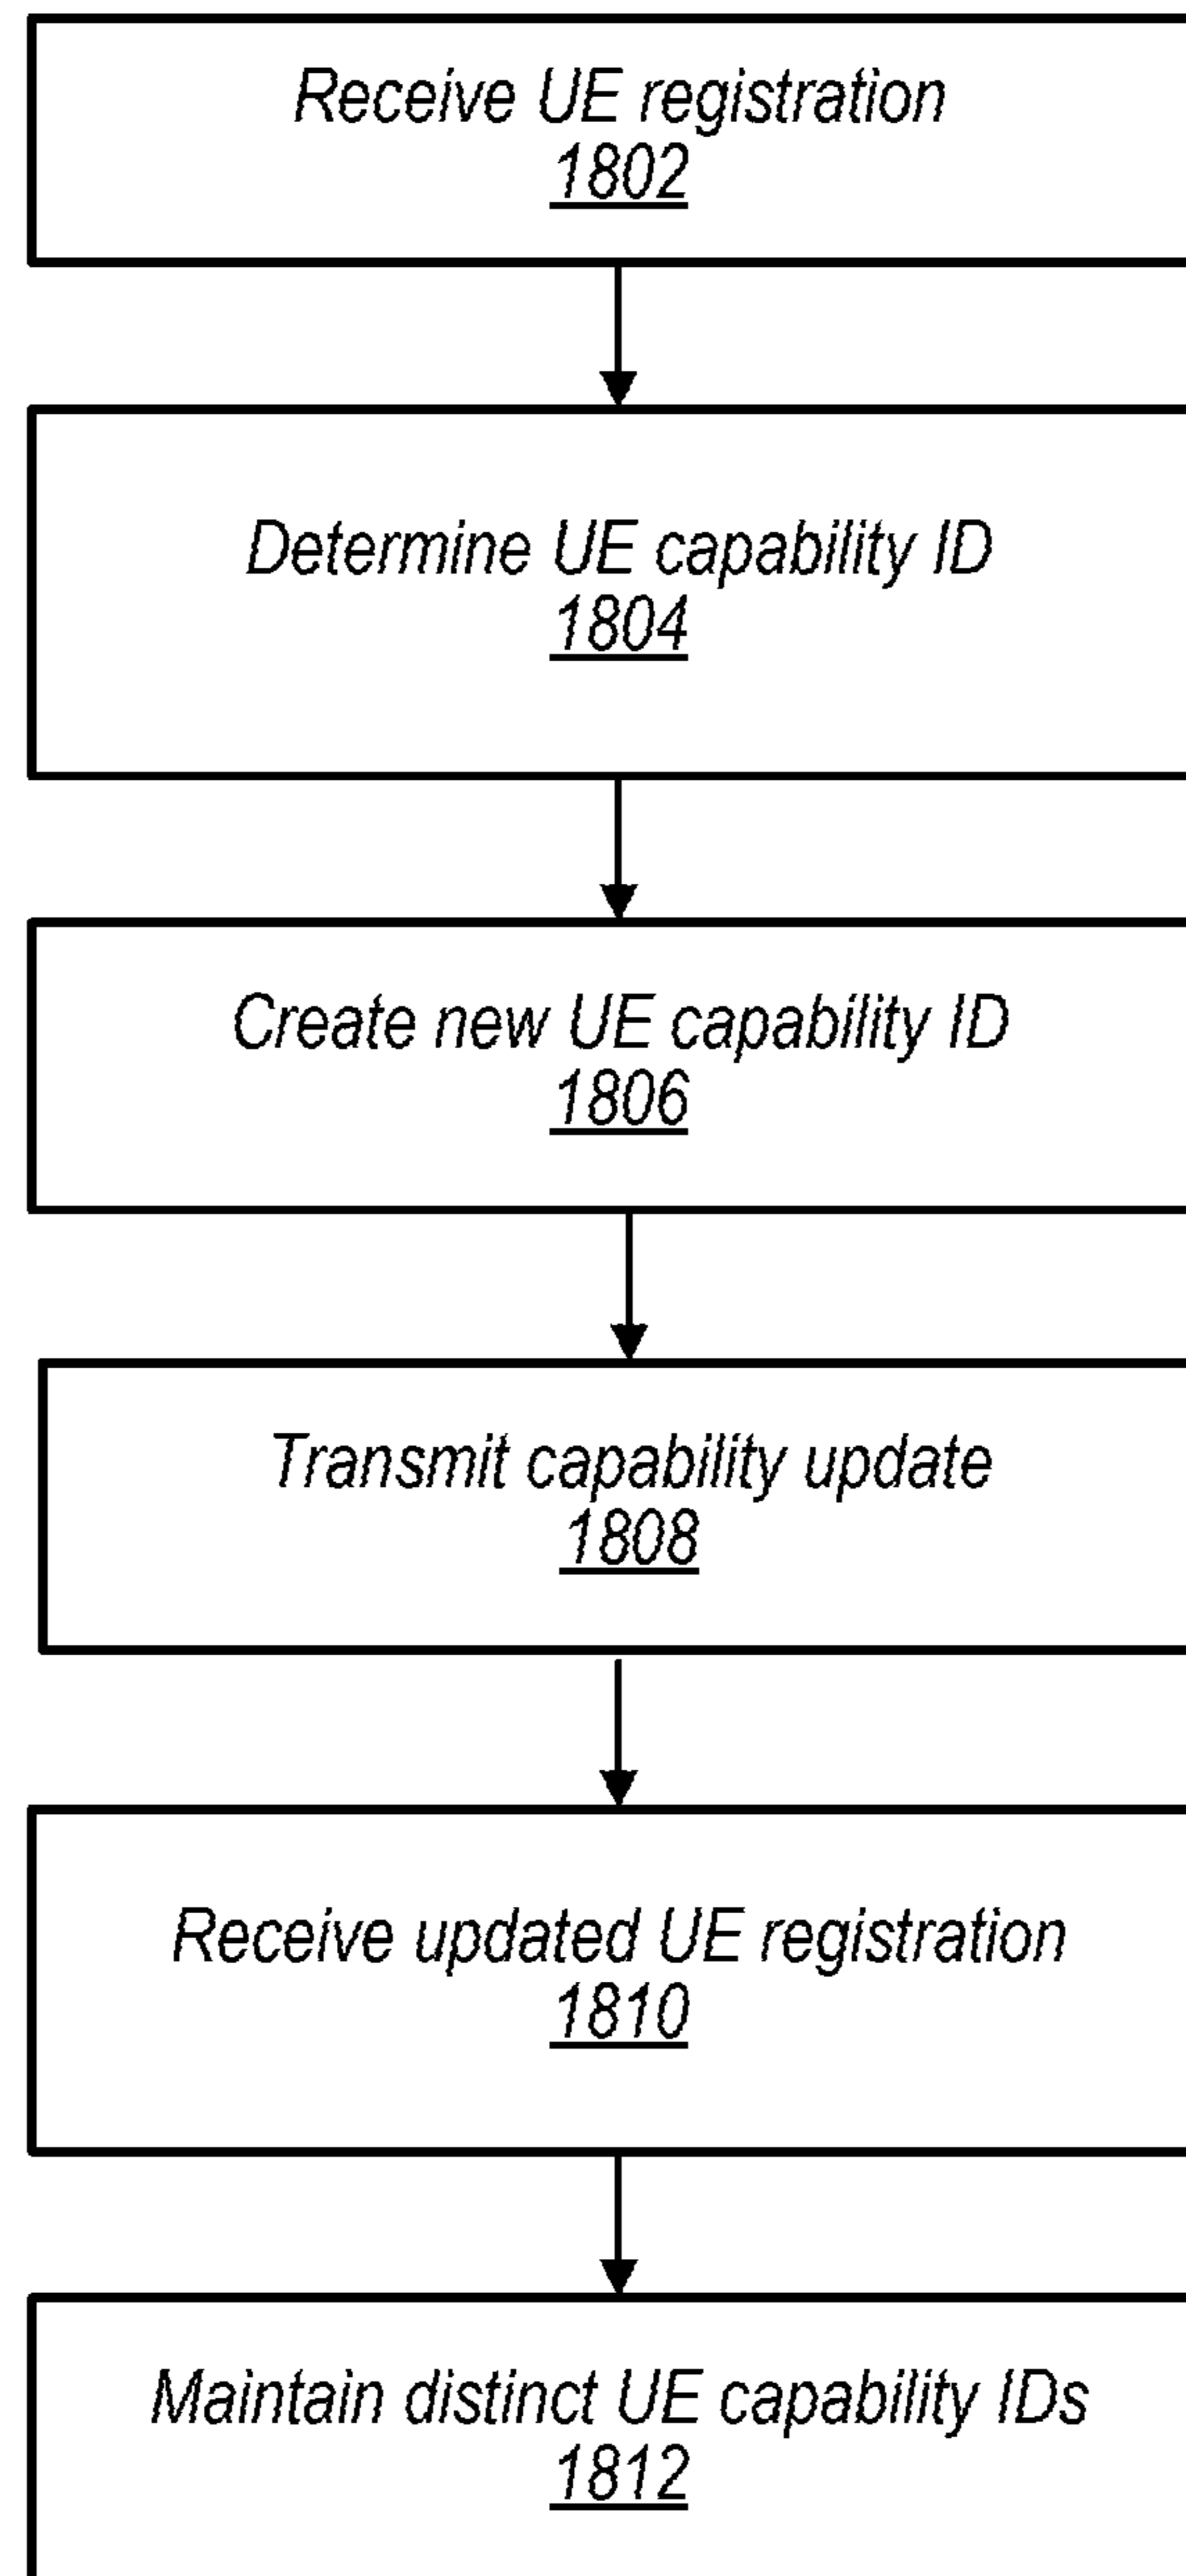 Receive UE registration
1802
Determine UE capability ID
1804
Create new UE capability ID
1806
Transmit capability update
1808
Receive updated UE registration
1810
Maintain distinct UE capability IDs
1812